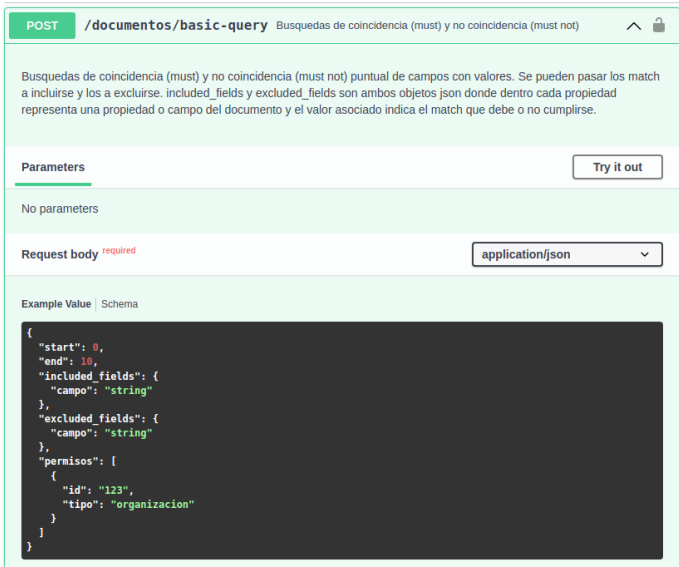 POST /documentos/basic-query Busquedas de coincidencia (must) y no coincidencia (must not)
Busquedas de coincidencia (must) y no coincidencia (must not) puntual de campos con valores. Se pueden pasar los match
a incluirse y los a excluirse. included_fields y excluded_fields son ambos objetos json donde dentro cada propiedad
representa una propiedad o campo del documento y el valor asociado indica el match que debe o no cumplirse.
Parameters
Try it out
No parameters
Request body required
application/json
Example Value | Schema
{
  "start": 0,
  "end": 10,
  "included_fields": {
    "campo": "string"
  },
  "excluded_fields": {
    "campo": "string"
  },
  "permisos": [
    {
      "id": "123",
      "tipo": "organizacion"
    }
  ]
}